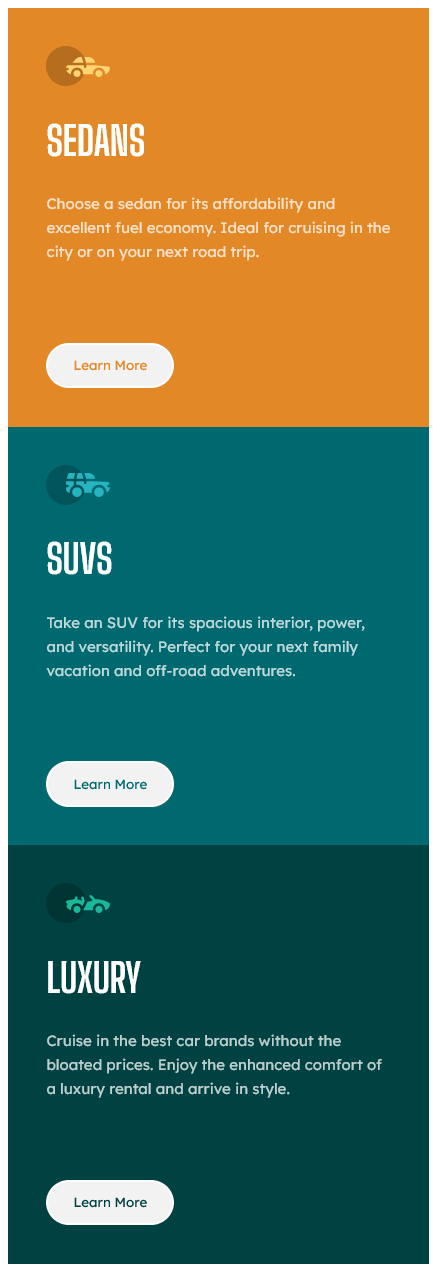 SEDANS
Choose a sedan for its affordability and
excellent fuel economy. Ideal for cruising in the
city or on your next road trip.
Learn More
SUVS
Take an SUV for its spacious interior, power,
and versatility. Perfect for your next family
vacation and off-road adventures.
Learn More
LUXURY
Cruise in the best car brands without the
bloated prices. Enjoy the enhanced comfort of
a luxury rental and arrive in style.
Learn More